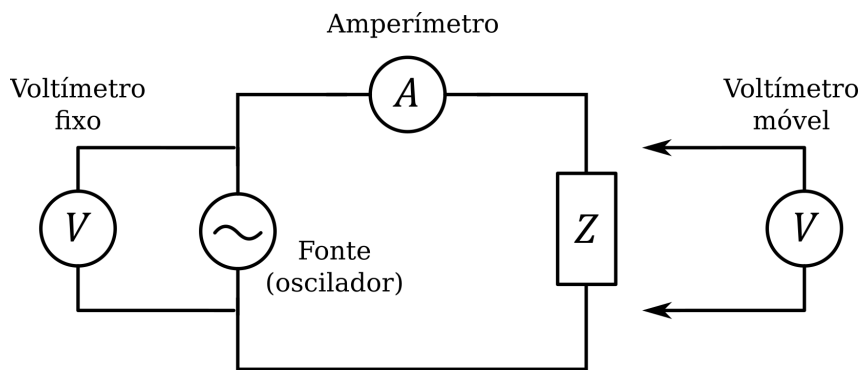 Amperímetro
Voltímetro
fixo
A
Voltímetro
móvel
V
Fonte
(oscilador)
Z
V